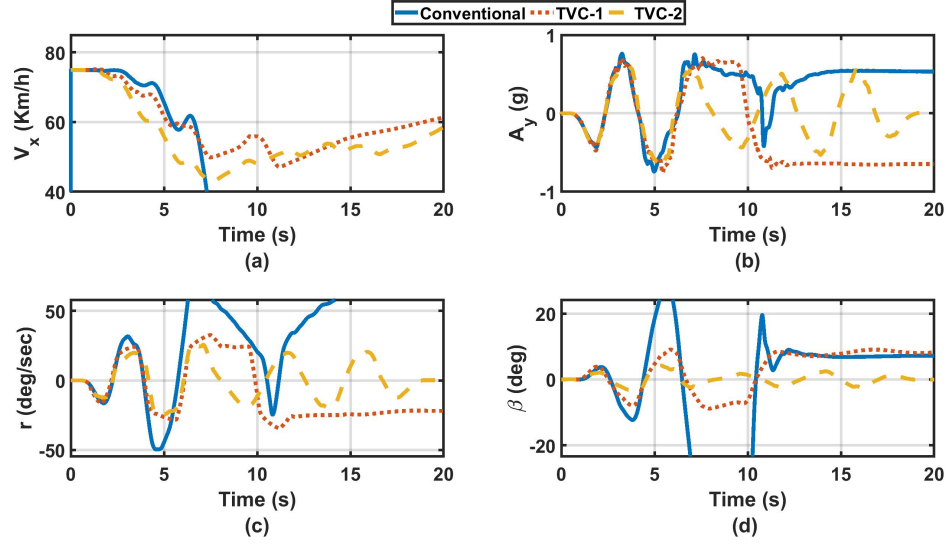 Conventional TVC-1 TVC-2
80
60
40
V_x (Km/h)
0 5 10 15 20
Time (s)
(a)
1
0
-1
A_y (g)
0 5 10 15 20
Time (s)
(b)
50
0
-50
r (deg/sec)
0 5 10 15 20
Time (s)
(c)
20
0
-20
β (deg)
0 5 10 15 20
Time (s)
(d)